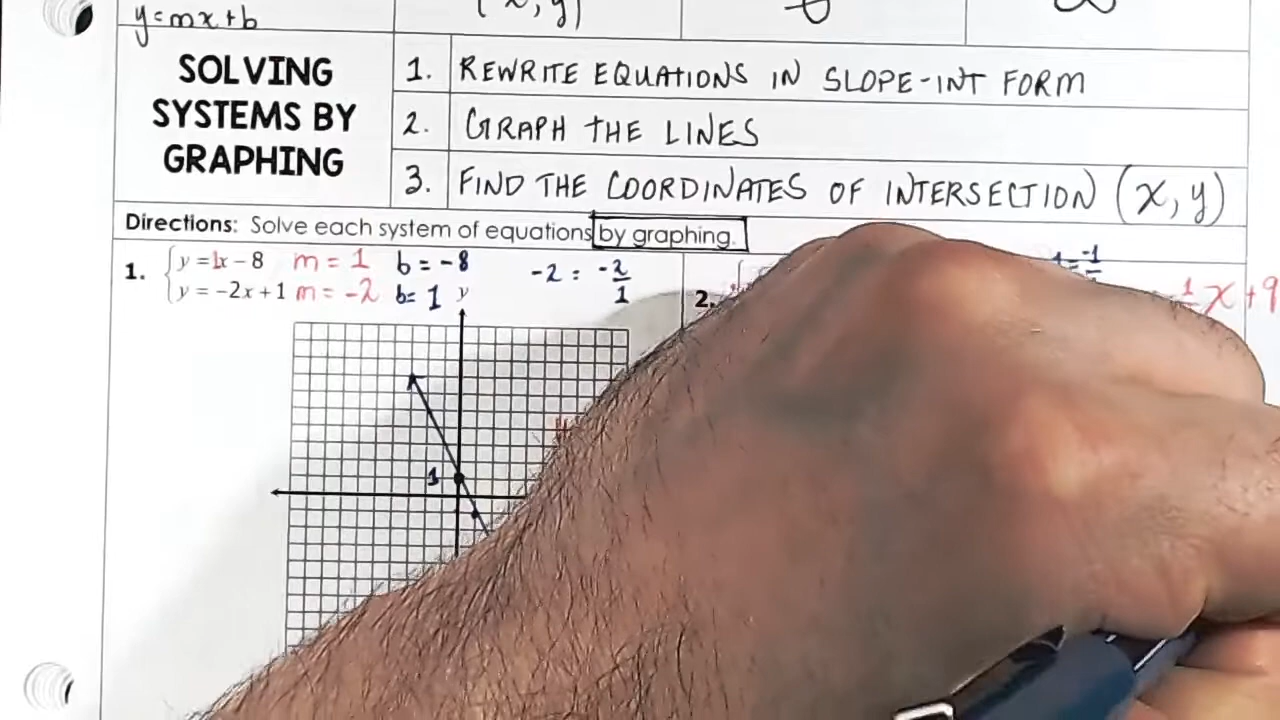 y=mx+b
(x,y)
SOLVING
SYSTEMS BY
GRAPHING
1. REWRITE EQUATIONS IN SLOPE-INT FORM
2. GRAPH THE LINES
3. FIND THE COORDINATES OF INTERSECTION (x,y)
Directions: Solve each system of equations by graphing.
1. y = 1x - 8 m = 1 b = -8
y = -2x + 1 m = -2 b = 1
-2 = -2/1
y
1
2.
x + 9